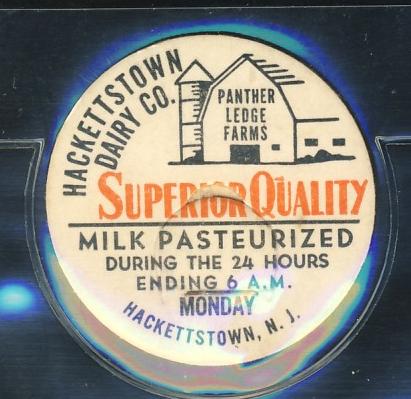 HACKETTSTOWN
DAIRY CO.
PANTHER
LEDGE
FARMS
SUPERIOR QUALITY
MILK PASTEURIZED
DURING THE 24 HOURS
ENDING 6 A.M.
MONDAY
HACKETTSTOWN, N. J.